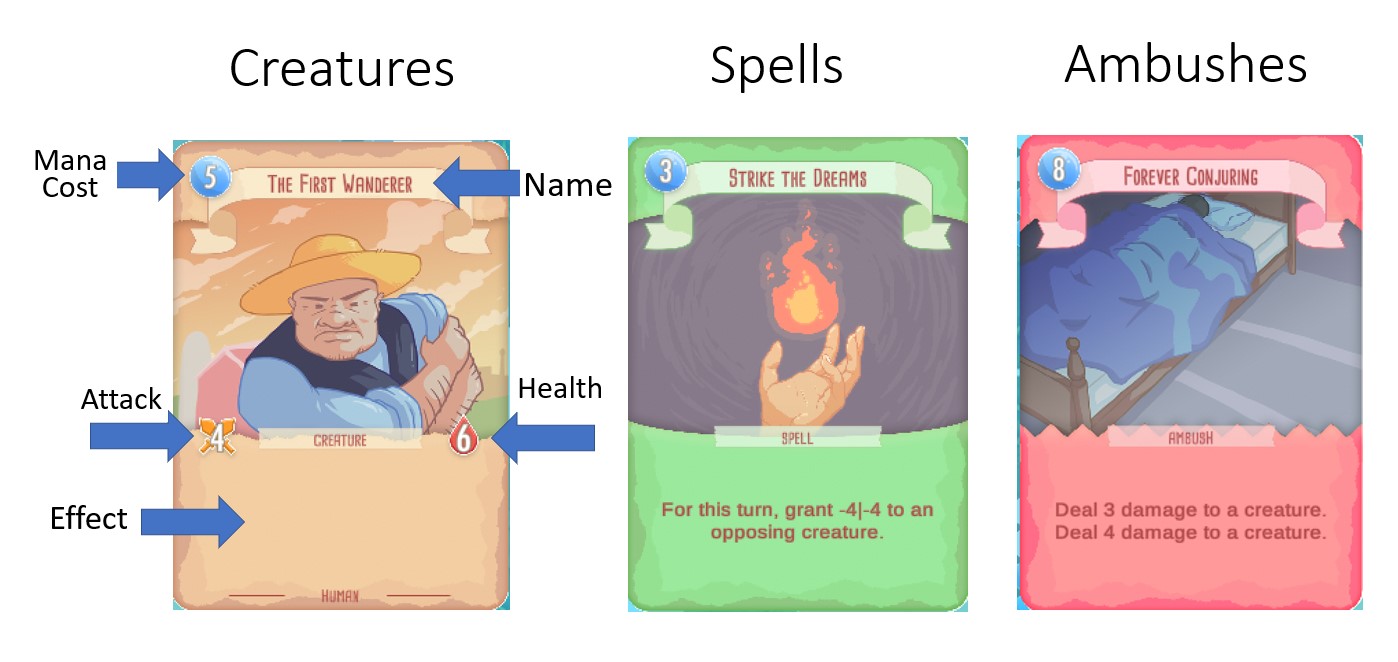 Creatures
Spells
Ambushes
Mana
Cost
5
The First Wanderer
Name
Attack
4
CREATURE
6
Health
Effect
Human
3
Strike the Dreams
SPELL
For this turn, grant -4|-4 to an
opposing creature.
8
Forever Conjuring
AMBUSH
Deal 3 damage to a creature.
Deal 4 damage to a creature.